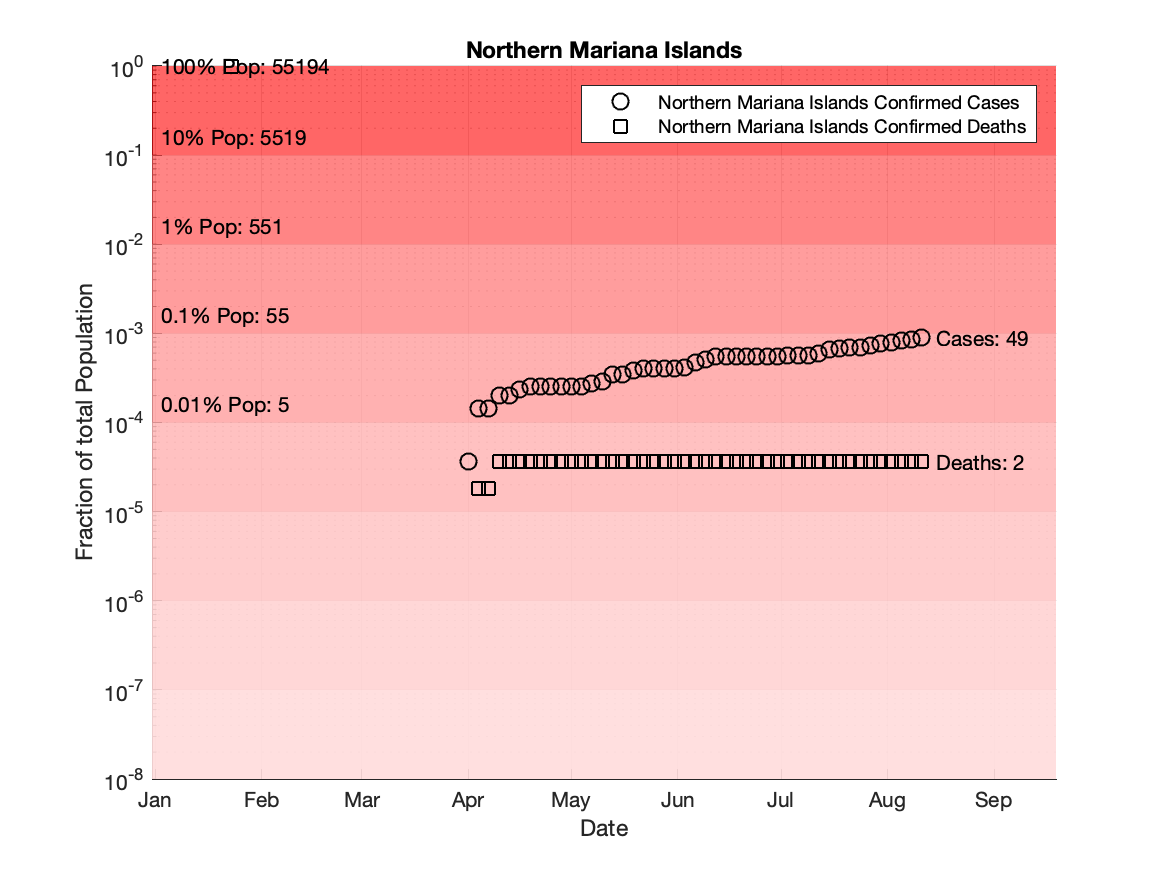 Northern Mariana Islands
10^0
100% Pop: 55194
Northern Mariana Islands Confirmed Cases
Northern Mariana Islands Confirmed Deaths
10% Pop: 5519
10^-1
1% Pop: 551
10^-2
0.1% Pop: 55
10^-3
Cases: 49
0.01% Pop: 5
10^-4
Deaths: 2
10^-5
10^-6
10^-7
10^-8
Fraction of total Population
Jan Feb Mar Apr May Jun Jul Aug Sep
Date